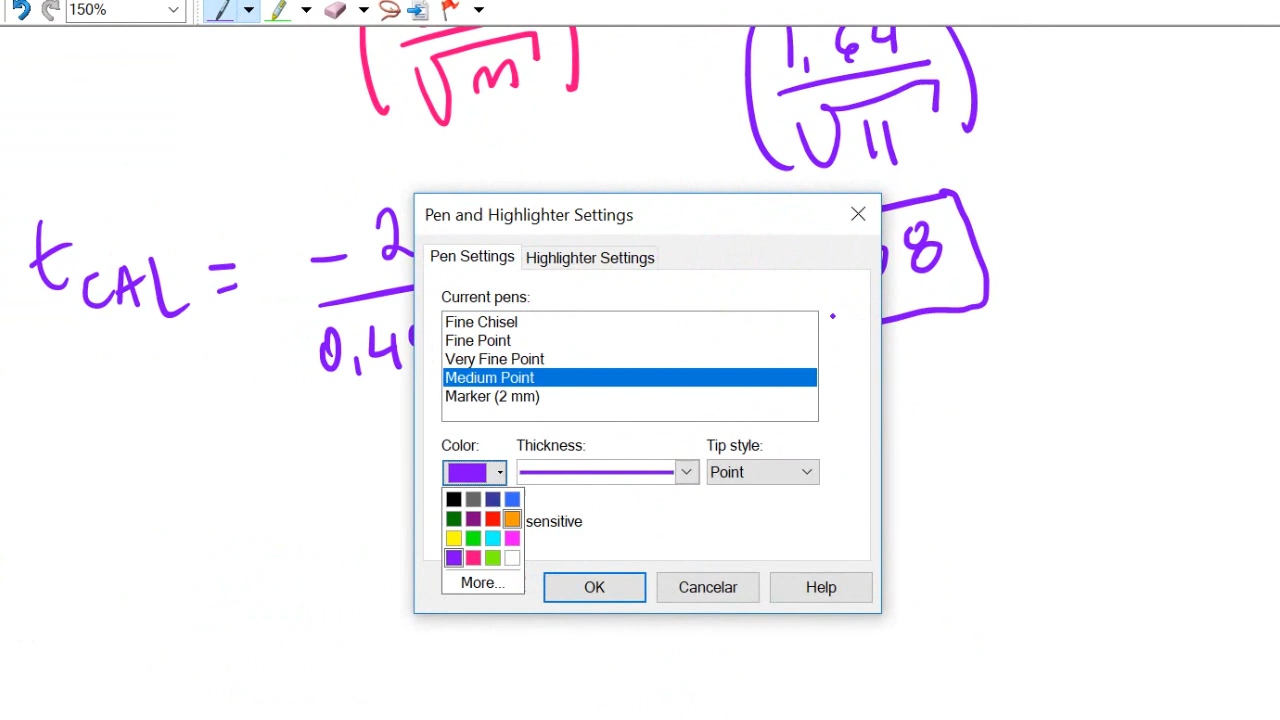 150%
√m
1,64
√11
Pen and Highlighter Settings
Pen Settings
Highlighter Settings
tCAL = -2
8
0,4
Current pens:
Fine Chisel
Fine Point
Very Fine Point
Medium Point
Marker (2 mm)
Color: Thickness: Tip style:
Point
sensitive
More...
OK Cancelar Help